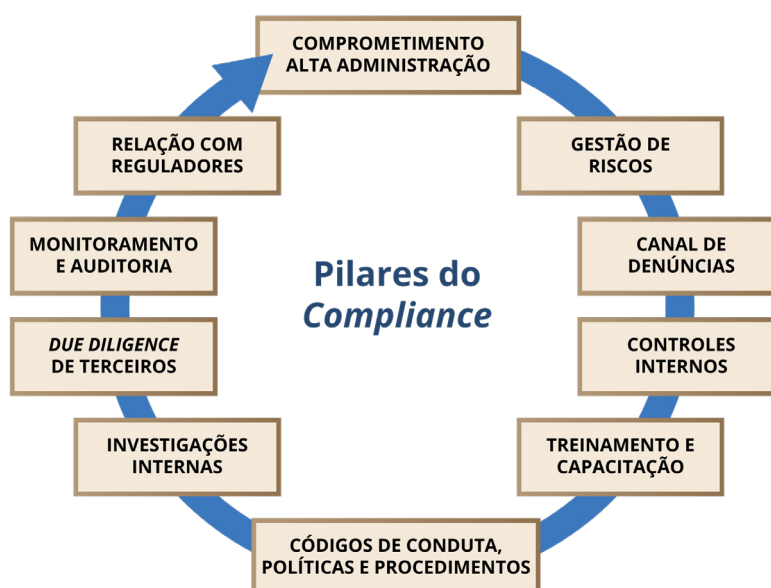 COMPROMETIMENTO
ALTA ADMINISTRAÇÃO
GESTÃO DE
RISCOS
CANAL DE
DENÚNCIAS
CONTROLES
INTERNOS
TREINAMENTO E
CAPACITAÇÃO
CÓDIGOS DE CONDUTA,
POLÍTICAS E PROCEDIMENTOS
INVESTIGAÇÕES
INTERNAS
DUE DILIGENCE
DE TERCEIROS
MONITORAMENTO
E AUDITORIA
RELAÇÃO COM
REGULADORES
Pilares do
Compliance